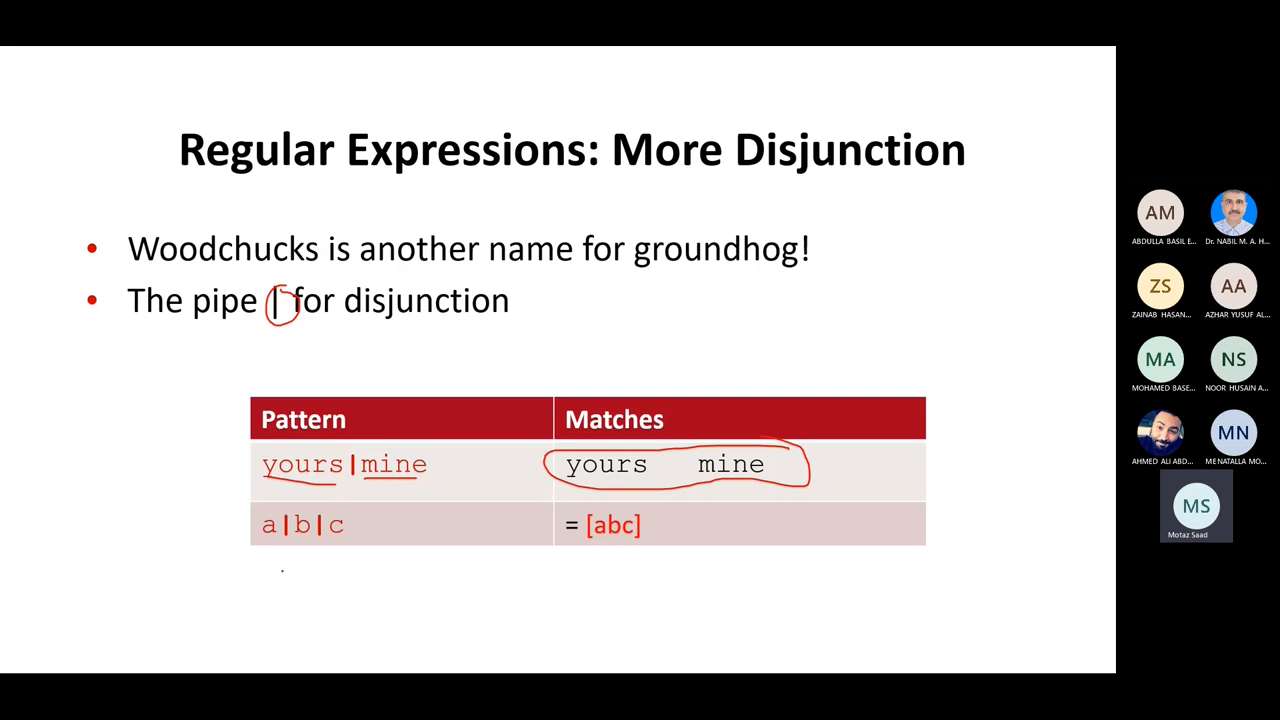 Regular Expressions: More Disjunction
• Woodchucks is another name for groundhog!
• The pipe | for disjunction
Pattern Matches
yours|mine yours mine
a|b|c = [abc]
AM
ABDULLA BASIL E... Dr. NABIL M. A. H...
ZS AA
ZAINAB HASAN... AZHAR YUSUF AL...
MA NS
MOHAMED BASE... NOOR HUSAIN A...
MN
AHMED ALI ABD... MENATALLA MO...
MS
Motaz Saad